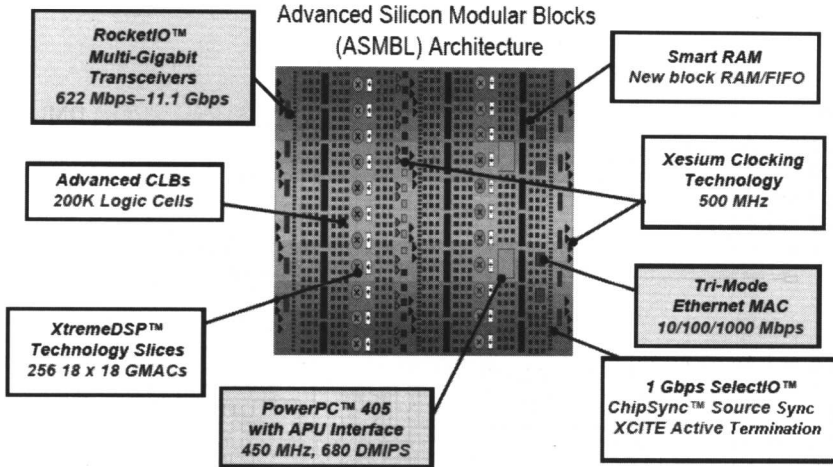 Advanced Silicon Modular Blocks
(ASMBL) Architecture
RocketIO™
Multi-Gigabit
Transceivers
622 Mbps–11.1 Gbps
Smart RAM
New block RAM/FIFO
Advanced CLBs
200K Logic Cells
Xesium Clocking
Technology
500 MHz
XtremeDSP™
Technology Slices
256 18 x 18 GMACs
Tri-Mode
Ethernet MAC
10/100/1000 Mbps
PowerPC™ 405
with APU Interface
450 MHz, 680 DMIPS
1 Gbps SelectIO™
ChipSync™ Source Sync
XCITE Active Termination